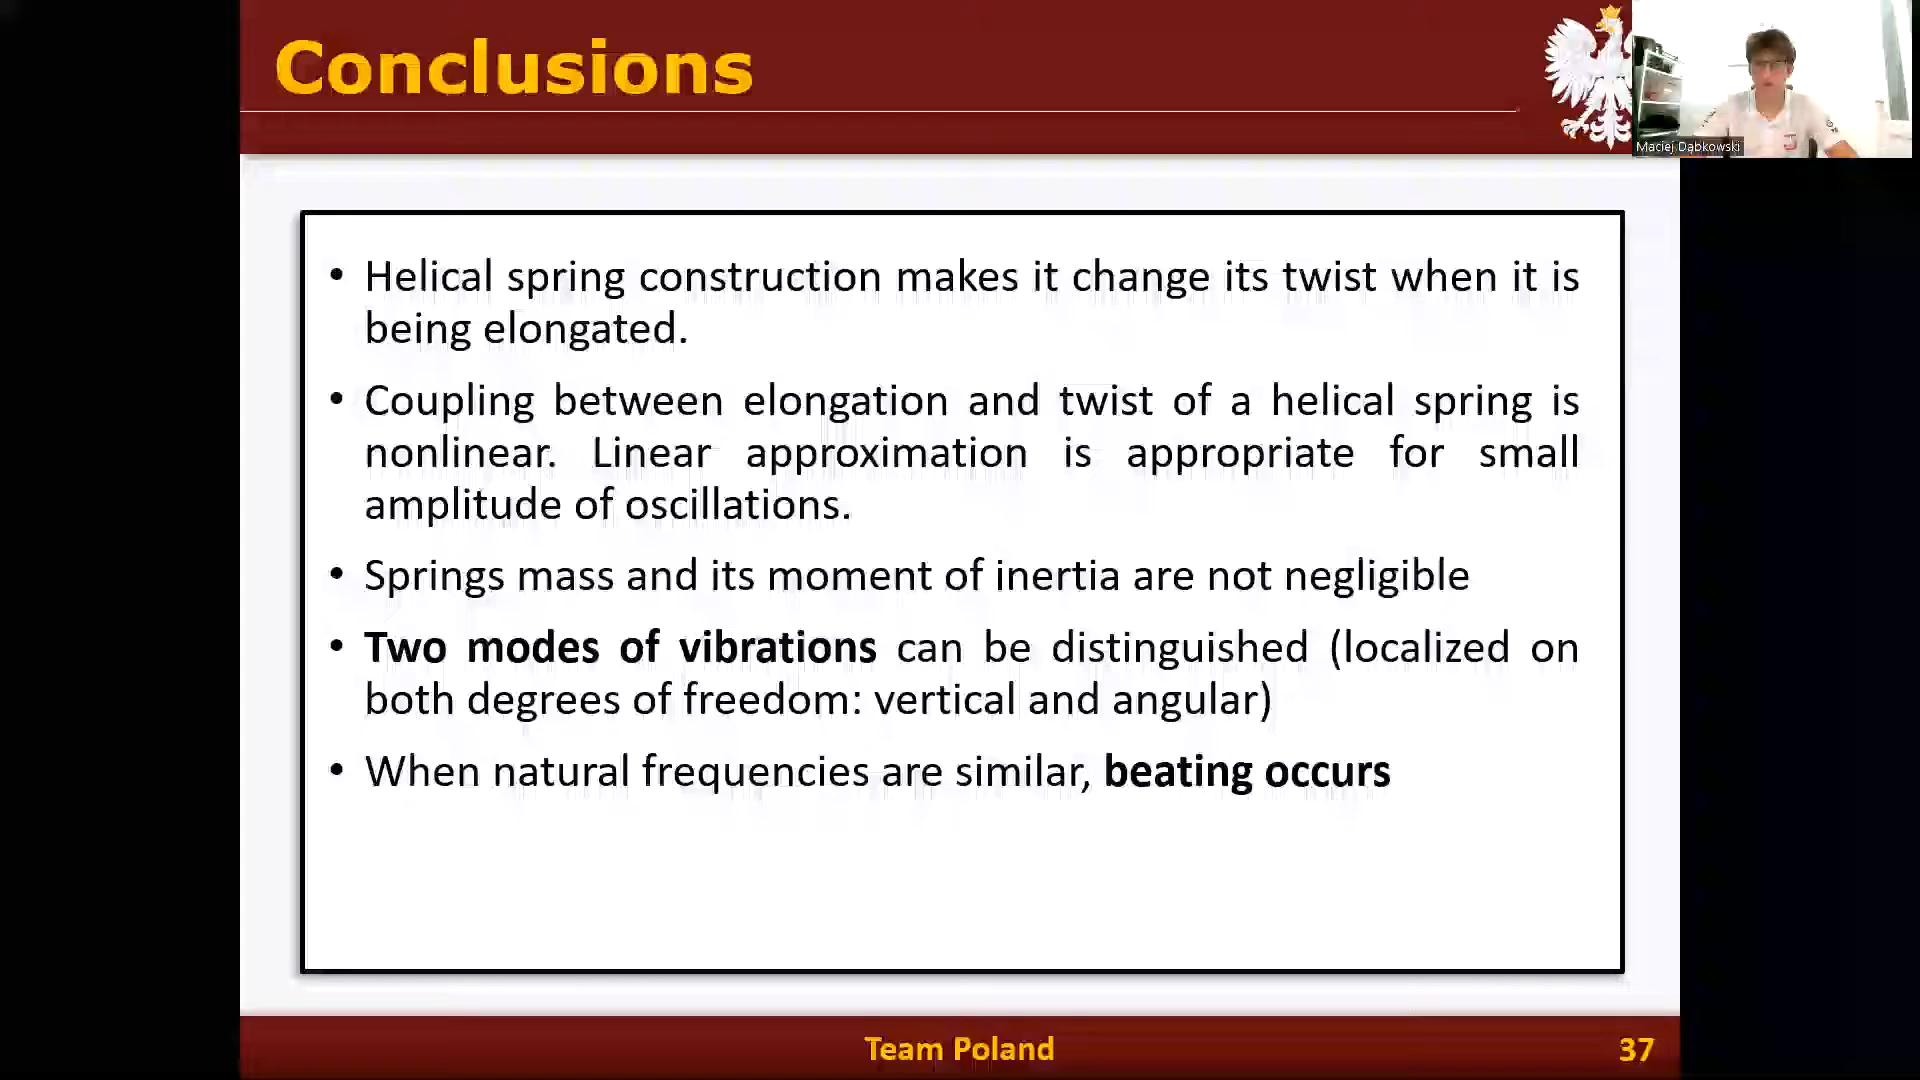 Conclusions
Maciej Dąbkowski
• Helical spring construction makes it change its twist when it is
being elongated.
• Coupling between elongation and twist of a helical spring is
nonlinear. Linear approximation is appropriate for small
amplitude of oscillations.
• Springs mass and its moment of inertia are not negligible
• Two modes of vibrations can be distinguished (localized on
both degrees of freedom: vertical and angular)
• When natural frequencies are similar, beating occurs
Team Poland
37